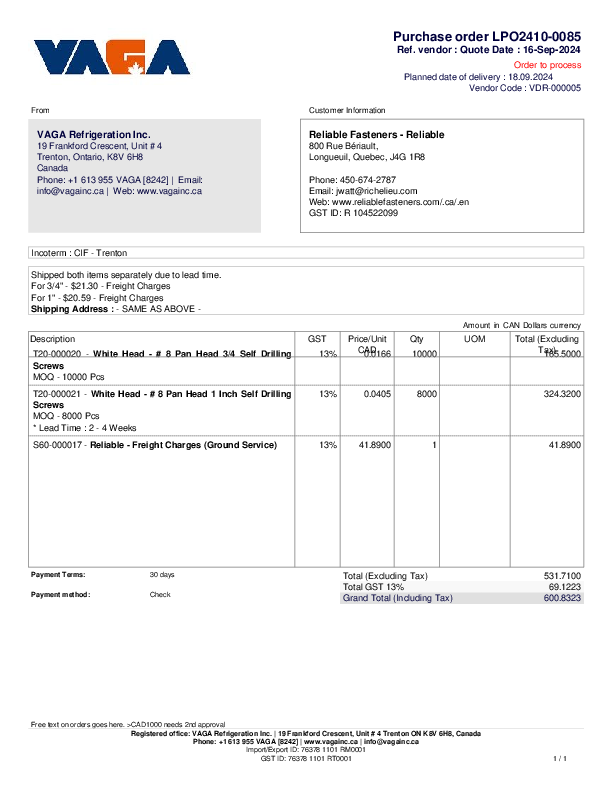 VAGA
Purchase order LPO2410-0085
Ref. vendor : Quote Date : 16-Sep-2024
Order to process
Planned date of delivery : 18.09.2024
Vendor Code : VDR-000005
From
Customer Information
VAGA Refrigeration Inc.
19 Frankford Crescent, Unit # 4
Trenton, Ontario, K8V 6H8
Canada
Phone: +1 613 955 VAGA [8242] | Email:
info@vagainc.ca | Web: www.vagainc.ca
Reliable Fasteners - Reliable
800 Rue Bériault,
Longueuil, Quebec, J4G 1R8
Phone: 450-674-2787
Email: jwatt@richelieu.com
Web: www.reliablefasteners.com/.ca/.en
GST ID: R 104522099
Incoterm : CIF - Trenton
Shipped both items separately due to lead time.
For 3/4" - $21.30 - Freight Charges
For 1" - $20.59 - Freight Charges
Shipping Address : - SAME AS ABOVE -
Amount in CAN Dollars currency
Description GST Price/Unit CAD Qty UOM Total (Excluding Tax)
T20-000020 - White Head - # 8 Pan Head 3/4 Self Drilling 13% 0.0166 10000 165.5000
Screws
MOQ - 10000 Pcs
T20-000021 - White Head - # 8 Pan Head 1 Inch Self Drilling 13% 0.0405 8000 324.3200
Screws
MOQ - 8000 Pcs
* Lead Time : 2 - 4 Weeks
S60-000017 - Reliable - Freight Charges (Ground Service) 13% 41.8900 1 41.8900
Payment Terms: 30 days
Payment method: Check
Total (Excluding Tax) 531.7100
Total GST 13% 69.1223
Grand Total (Including Tax) 600.8323
Free text on orders goes here. >CAD1000 needs 2nd approval
Registered office: VAGA Refrigeration Inc. | 19 Frankford Crescent, Unit # 4 Trenton ON K8V 6H8, Canada
Phone: +1 613 955 VAGA [8242] | www.vagainc.ca | info@vagainc.ca
Import/Export ID: 76378 1101 RM0001
GST ID: 76378 1101 RT0001
1 / 1